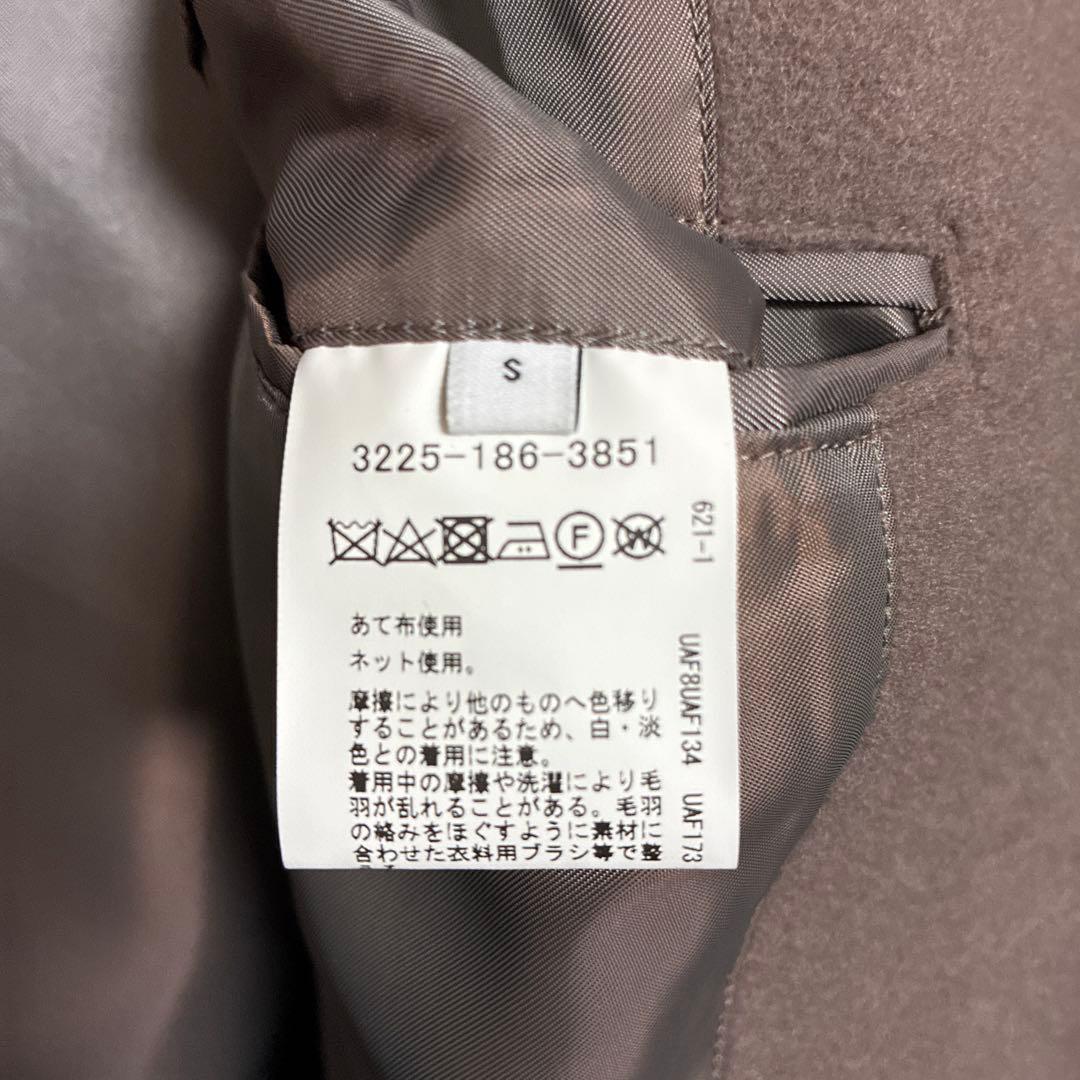 S
3225-186-3851
F
W
あて布使用
ネット使用。
摩擦により他のものへ色移り
することがあるため、白・淡
色との着用に注意。
着用中の摩擦や洗濯により毛
羽が乱れることがある。毛羽
の絡みをほぐすように素材に
合わせた衣料用ブラシ等で整
621-1
UAF8UAF134 UAF173